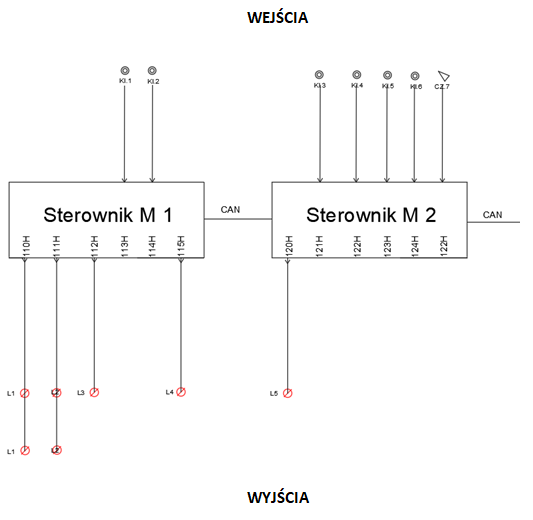 WEJŚCIA
Kl.1 Kl.2 Kl.3 Kl.4 Kl.5 Kl.6 CZ.7
Sterownik M 1 CAN Sterownik M 2 CAN
110H 111H 112H 113H 114H 115H 120H 121H 122H 123H 124H 122H
L1 L2 L3 L4 L5
L1 L2
WYJŚCIA